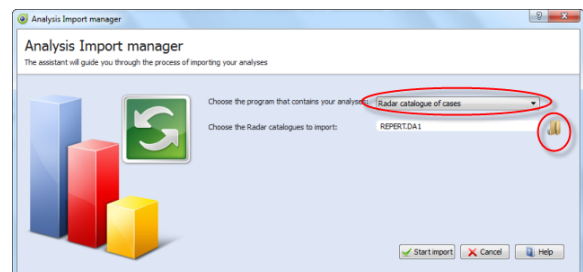 Analysis Import manager
Analysis Import manager
The assistant will guide you through the process of importing your analyses
Choose the program that contains your analyses:
Radar catalogue of cases
Choose the Radar catalogues to import:
REPERT.DA1
Start import
Cancel
Help